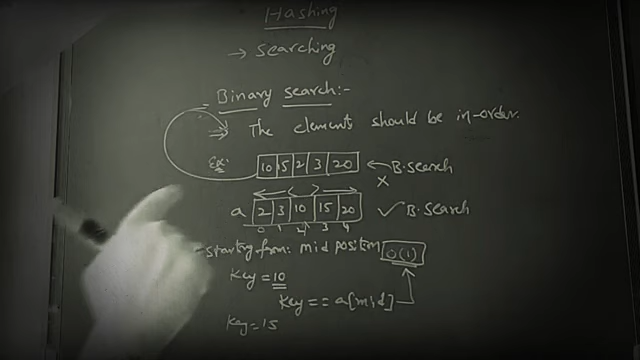 Hashing
→ Searching
Binary search:-
⇒ The elements should be in-order.
Ex: 10 15 2 3 20 ← B.search ×
a 2 3 10 15 20 ✓ B.search
0 1 2 3 4
- Starting from: mid position O(1)
Key = 10
Key == a[mid]
Key = 15